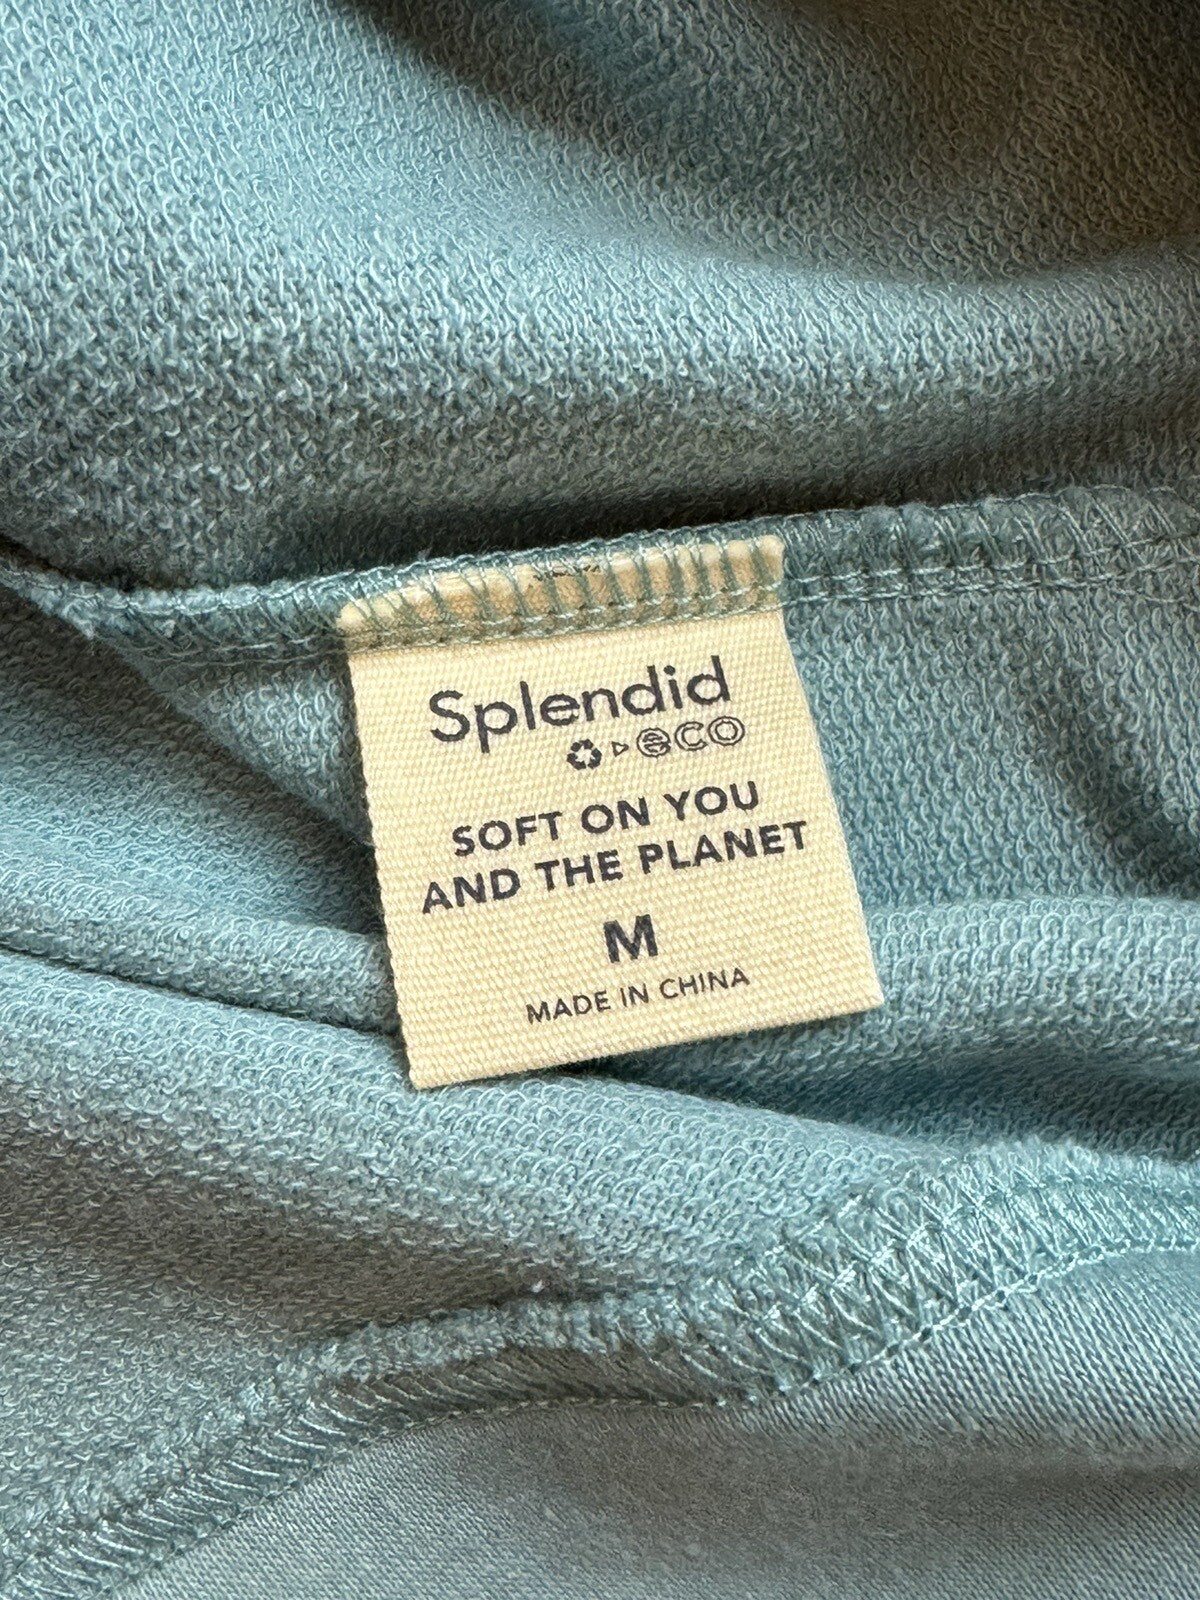 Splendid
eco
SOFT ON YOU
AND THE PLANET
M
MADE IN CHINA